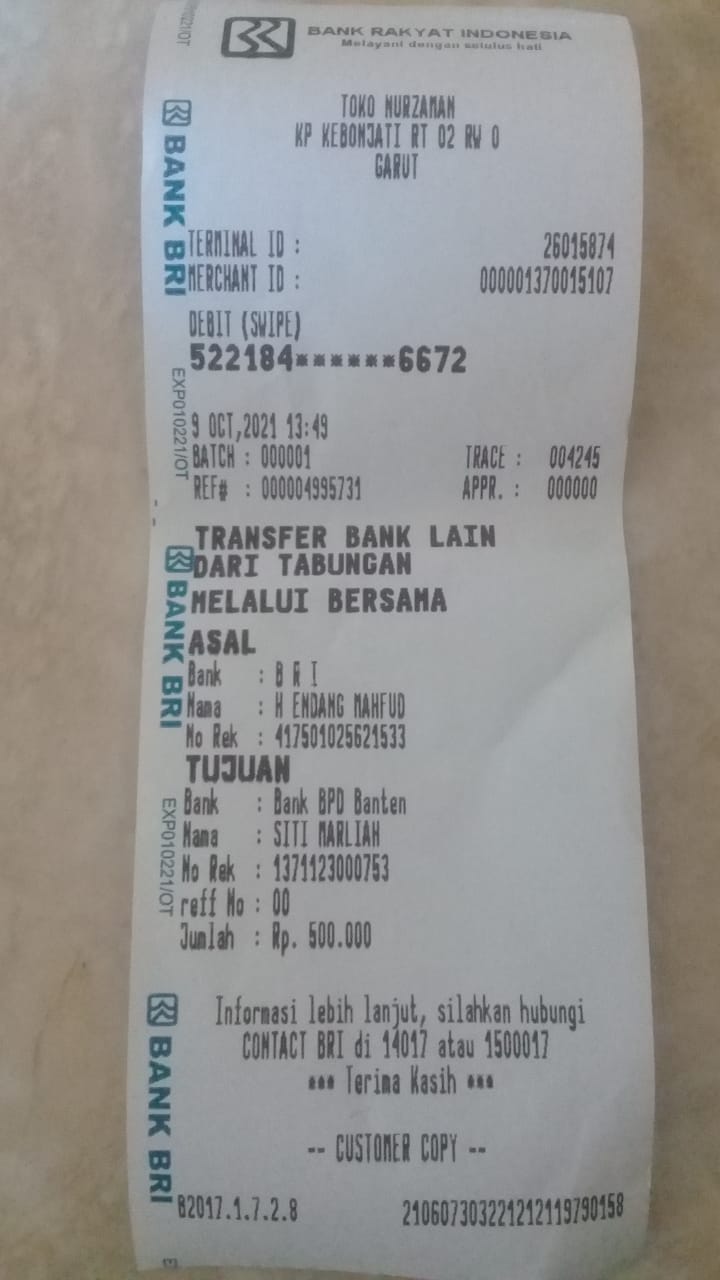 BANK RAKYAT INDONESIA
Melayani dengan setulus hati
TOKO NURZAMAN
KP KEBONJATI RT 02 RW 0
GARUT
TERMINAL ID : 26015874
MERCHANT ID : 000001370015107
DEBIT (SWIPE)
522184******6672
9 OCT,2021 13:49
BATCH : 000001 TRACE : 004245
REF# : 000004995731 APPR. : 000000
TRANSFER BANK LAIN
DARI TABUNGAN
MELALUI BERSAMA
ASAL
Bank : B R I
Nama : H ENDANG MAHFUD
No Rek : 417501025621533
TUJUAN
Bank : Bank BPD Banten
Nama : SITI MARLIAH
No Rek : 1371123000753
reff No : 00
Jumlah : Rp. 500.000
Informasi lebih lanjut, silahkan hubungi
CONTACT BRI di 14017 atau 1500017
*** Terima Kasih ***
-- CUSTOMER COPY --
B2017.1.7.2.8 210607303221212119790158
BANK BRI
EXP010221/OT
BANK BRI
EXP010221/OT
BANK BRI